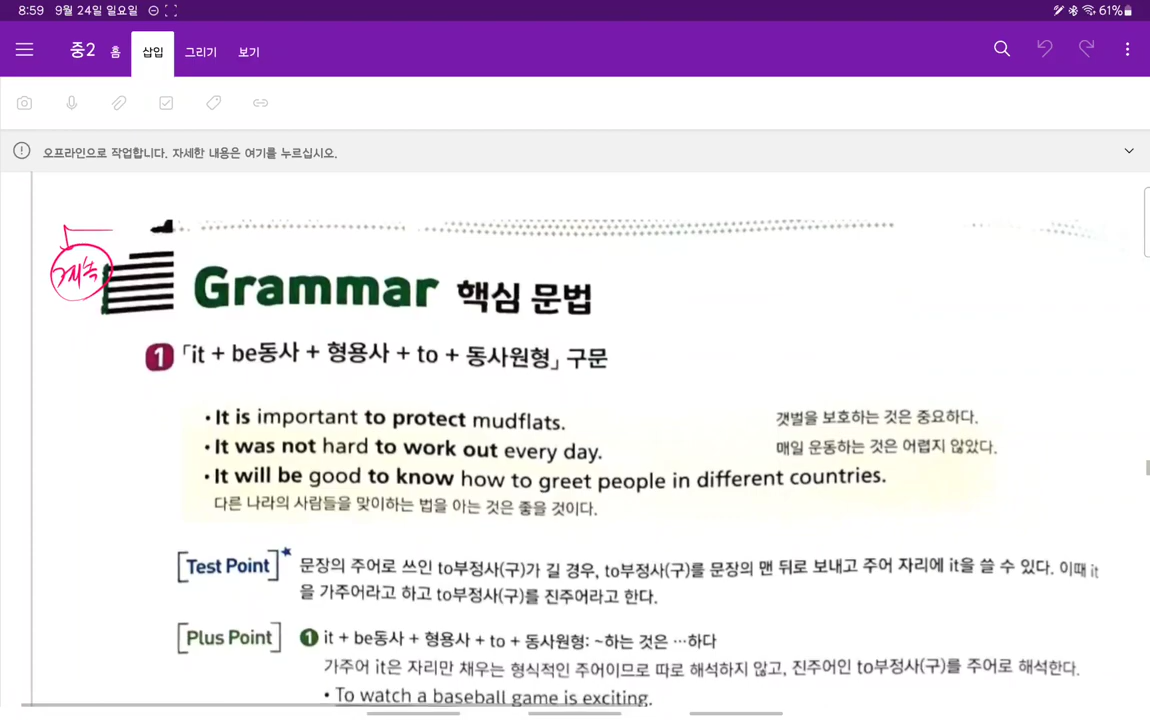 8:59 9월 24일 일요일 61%
중2 홈 삽입 그리기 보기
오프라인으로 작업합니다. 자세한 내용은 여기를 누르십시오.
계속
Grammar 핵심 문법
1 「it + be동사 + 형용사 + to + 동사원형」 구문
• It is important to protect mudflats. 갯벌을 보호하는 것은 중요하다.
• It was not hard to work out every day. 매일 운동하는 것은 어렵지 않았다.
• It will be good to know how to greet people in different countries.
다른 나라의 사람들을 맞이하는 법을 아는 것은 좋을 것이다.
[Test Point]★ 문장의 주어로 쓰인 to부정사(구)가 길 경우, to부정사(구)를 문장의 맨 뒤로 보내고 주어 자리에 it을 쓸 수 있다. 이때 it
을 가주어라고 하고 to부정사(구)를 진주어라고 한다.
[Plus Point] 1 it + be동사 + 형용사 + to + 동사원형: ~하는 것은 …하다
가주어 it은 자리만 채우는 형식적인 주어이므로 따로 해석하지 않고, 진주어인 to부정사(구)를 주어로 해석한다.
• To watch a baseball game is exciting.